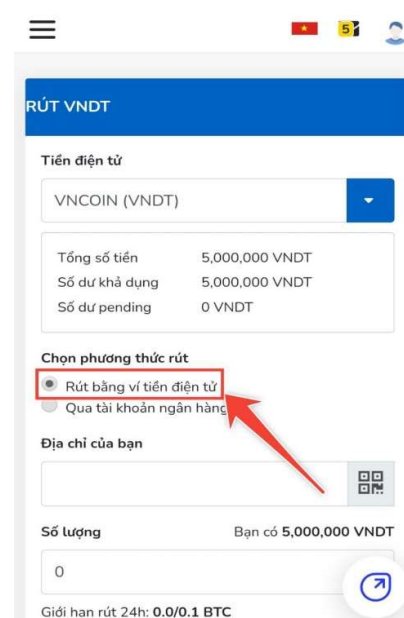 5
RÚT VNDT
Tiền điện tử
VNCOIN (VNDT)
Tổng số tiền 5,000,000 VNDT
Số dư khả dụng 5,000,000 VNDT
Số dư pending 0 VNDT
Chọn phương thức rút
Rút bằng ví tiền điện tử
Qua tài khoản ngân hàng
Địa chỉ của bạn
Số lượng Bạn có 5,000,000 VNDT
0
Giới hạn rút 24h: 0.0/0.1 BTC